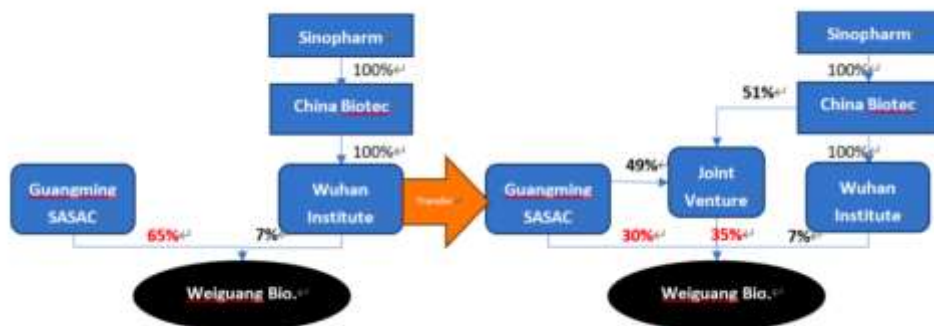 Sinopharm
100%
China Biotec
100%
Guangming
SASAC
Wuhan
Institute
65%
7%
Weiguang Bio.
Transfer
Sinopharm
100%
51%
China Biotec
100%
49%
Guangming
SASAC
Joint
Venture
Wuhan
Institute
30%
35%
7%
Weiguang Bio.